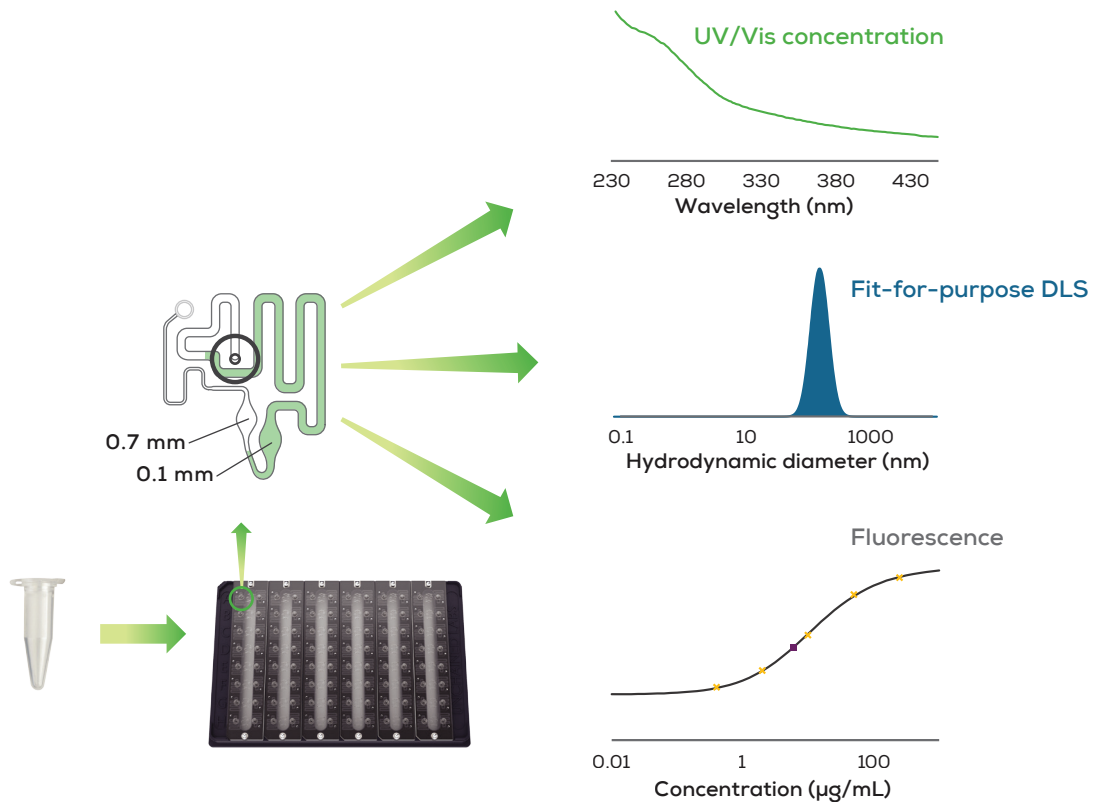 UV/Vis concentration
230 280 330 380 430
Wavelength (nm)
0.7 mm
0.1 mm
Fit-for-purpose DLS
0.1 10 1000
Hydrodynamic diameter (nm)
Fluorescence
0.01 1 100
Concentration (µg/mL)